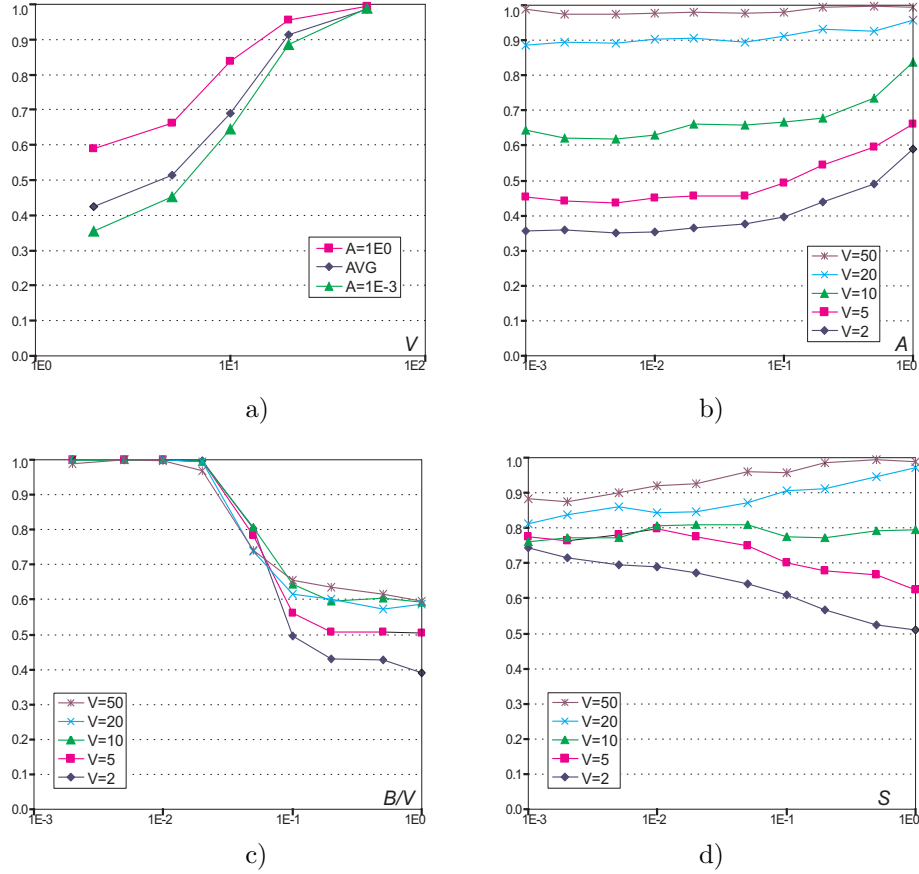 1.0
0.9
0.8
0.7
0.6
0.5
0.4
0.3
0.2
0.1
0.0
1E0
1E1
1E2
V
A=1E0
AVG
A=1E-3
a)
1.0
0.9
0.8
0.7
0.6
0.5
0.4
0.3
0.2
0.1
0.0
1E-3
1E-2
1E-1
1E0
A
V=50
V=20
V=10
V=5
V=2
b)
1.0
0.9
0.8
0.7
0.6
0.5
0.4
0.3
0.2
0.1
0.0
1E-3
1E-2
1E-1
1E0
B/V
V=50
V=20
V=10
V=5
V=2
c)
1.0
0.9
0.8
0.7
0.6
0.5
0.4
0.3
0.2
0.1
0.0
1E-3
1E-2
1E-1
1E0
S
V=50
V=20
V=10
V=5
V=2
d)